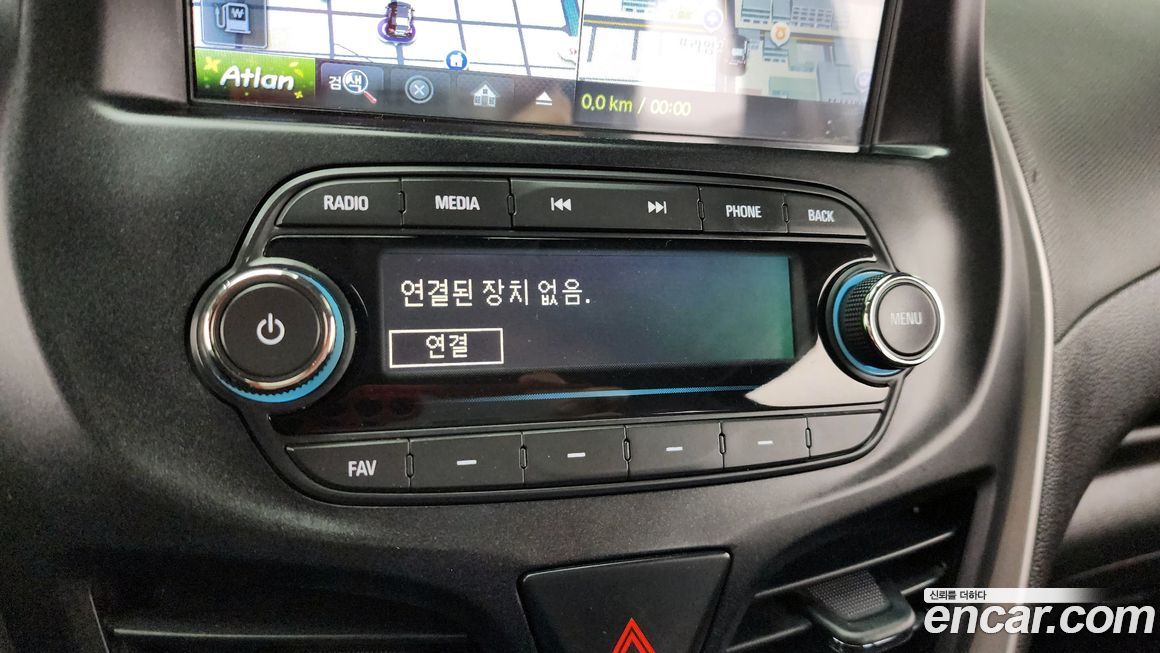 Atlan
검색
0.0 km / 00:00
RADIO
MEDIA
PHONE
BACK
연결된 장치 없음.
연결
MENU
FAV
신뢰를 더하다
encar.com